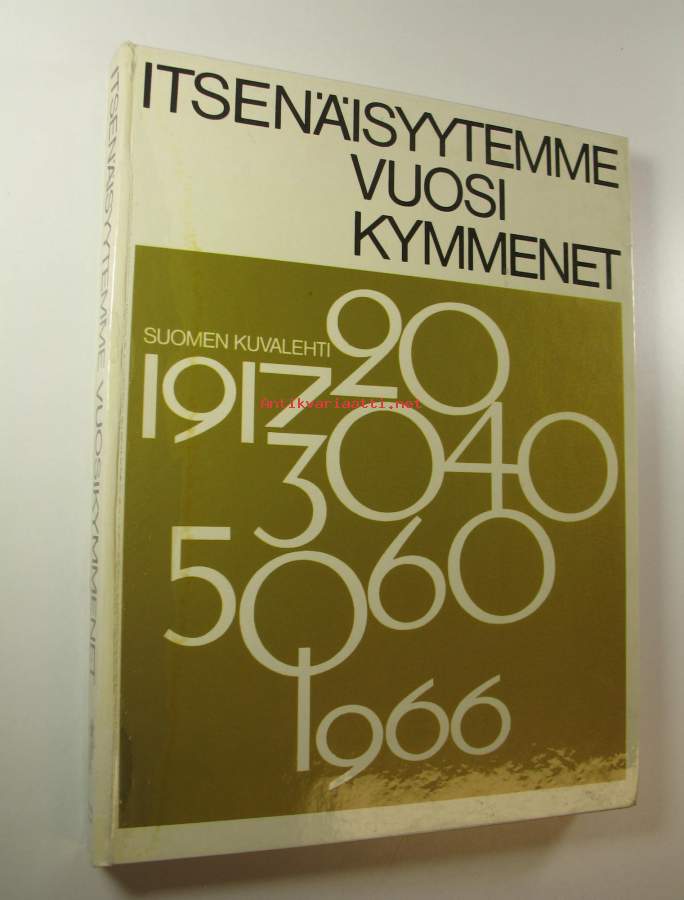 ITSENÄISYYTEMME
VUOSI
KYMMENET
SUOMEN KUVALEHTI
1917 20
30 40
50 60
1966
Antikvariaatti.net
ITSENÄISYYTEMME VUOSIKYMMENET